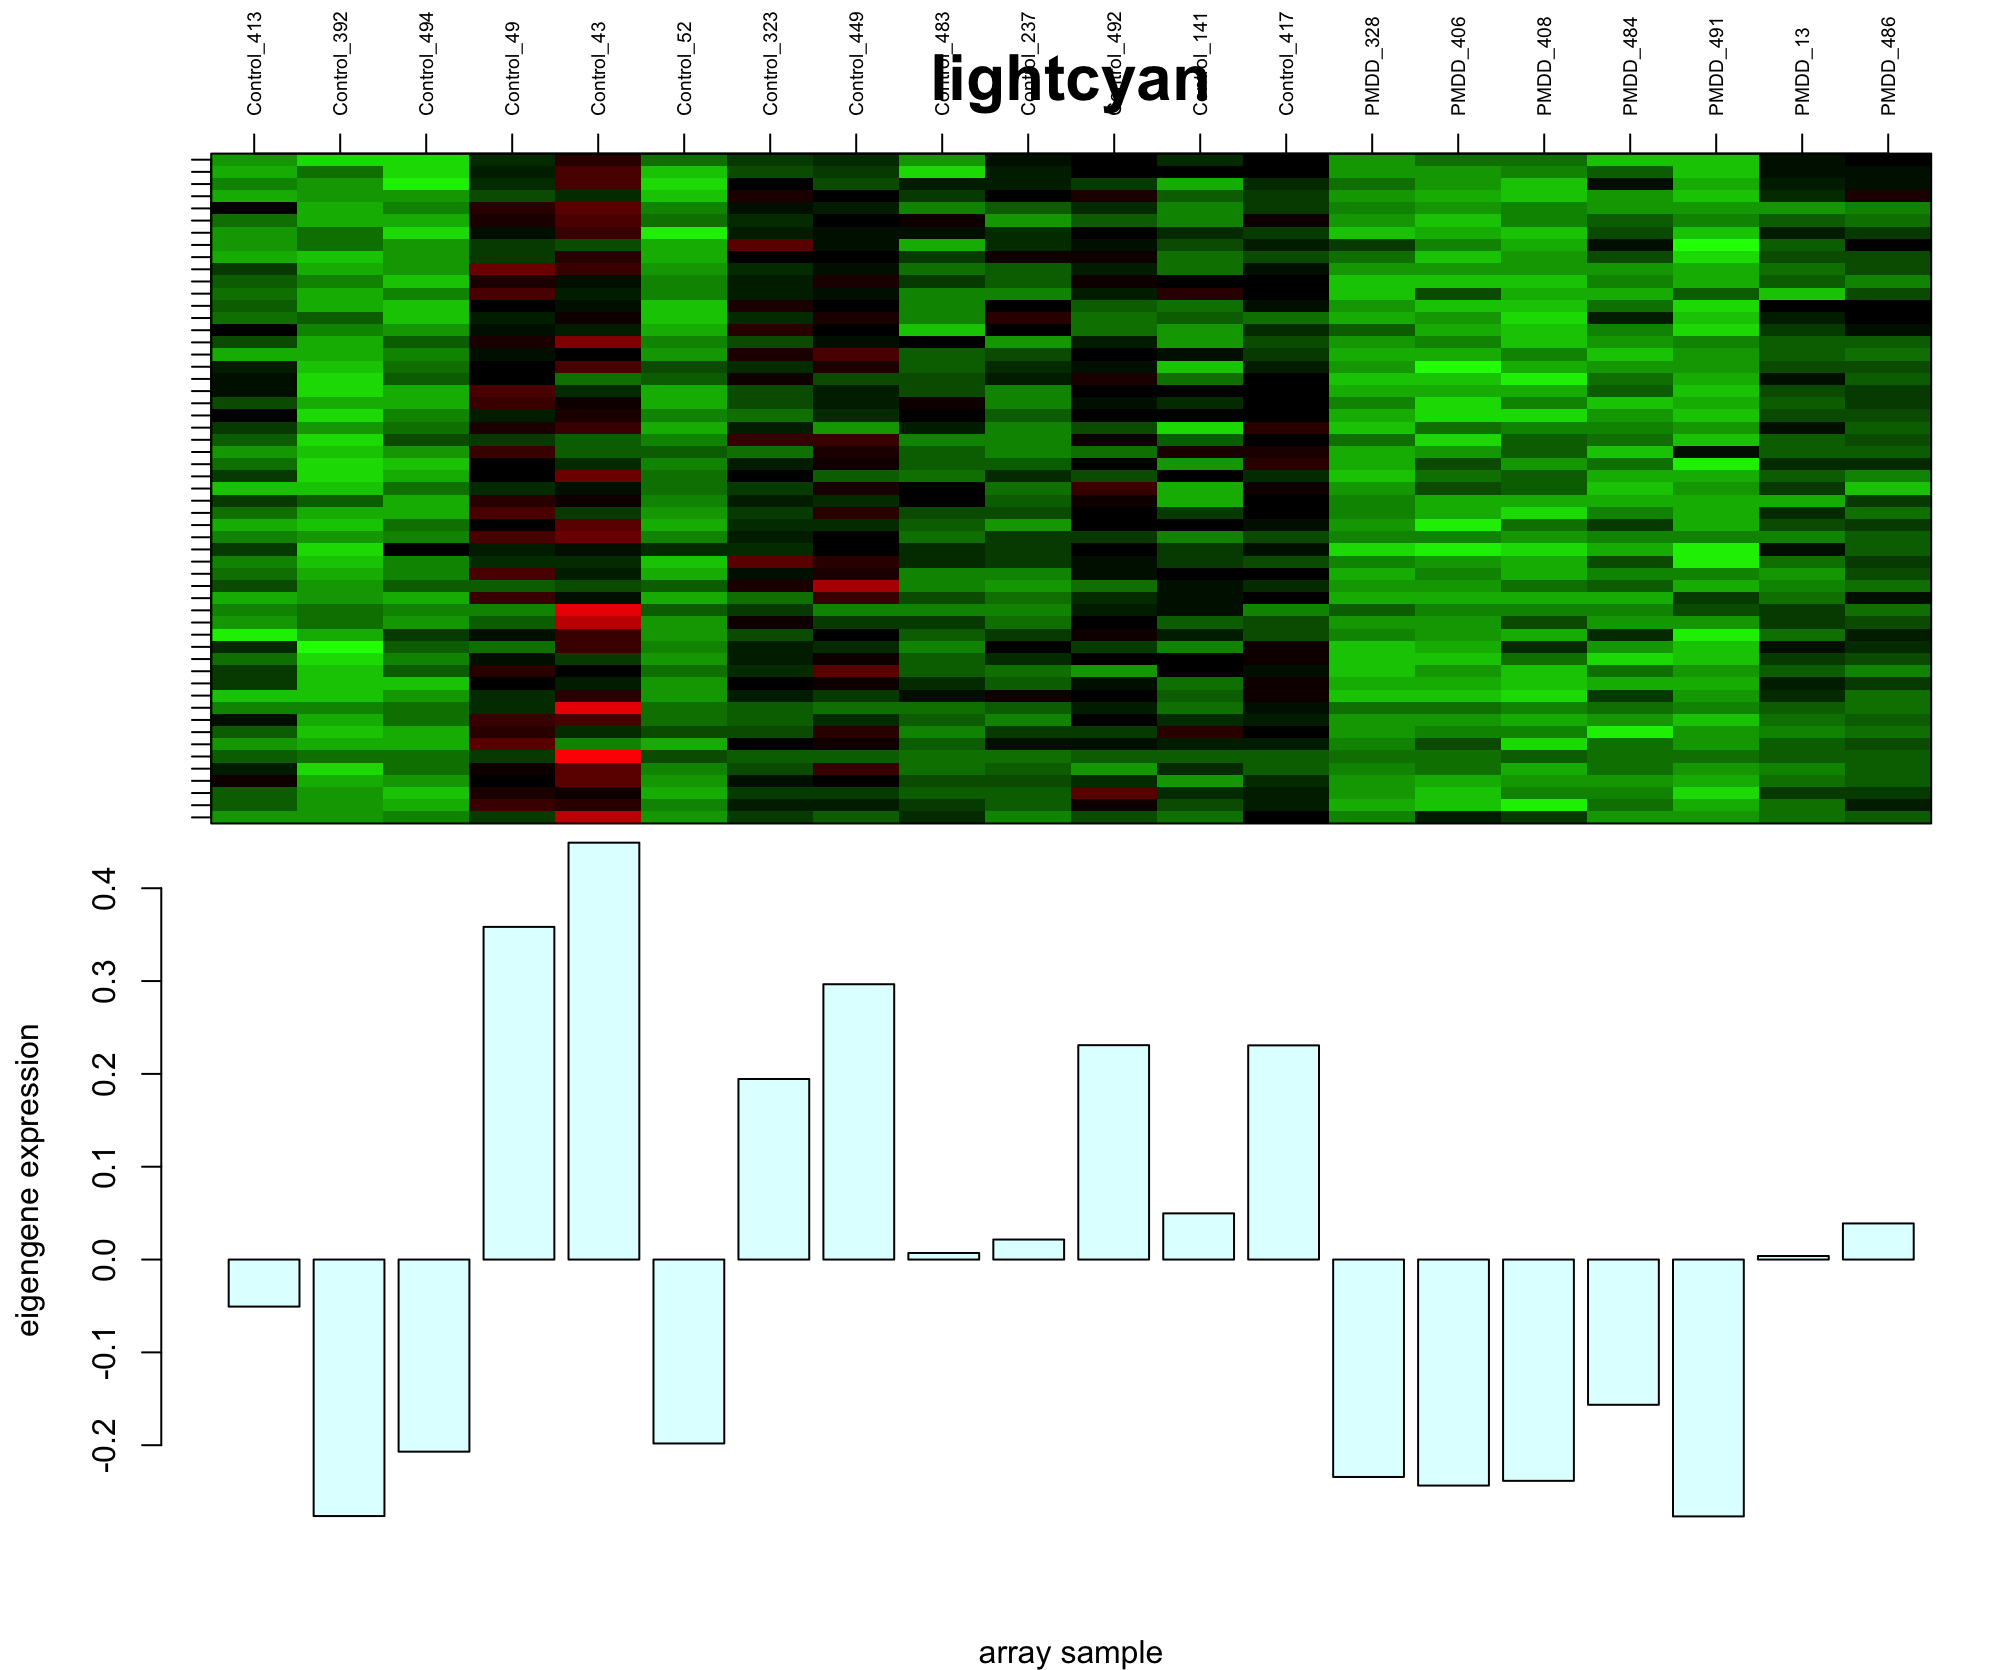 Control_413
Control_392
Control_494
Control_49
Control_43
Control_52
Control_323
Control_449
Control_483
Control_237
Control_492
Control_141
Control_417
PMDD_328
PMDD_406
PMDD_408
PMDD_484
PMDD_491
PMDD_13
PMDD_486
lightcyan
eigengene expression
0.4
0.3
0.2
0.1
0.0
-0.1
-0.2
array sample